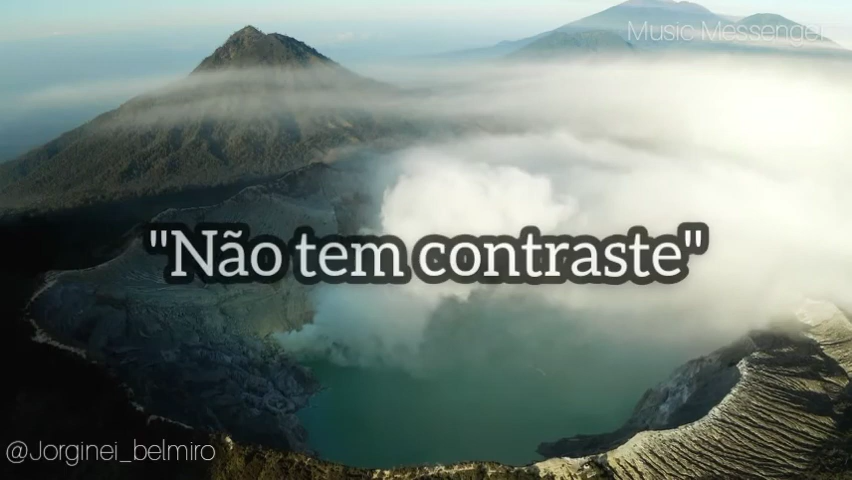 Music Messenger
"Não tem contraste"
@Jorginei_belmiro